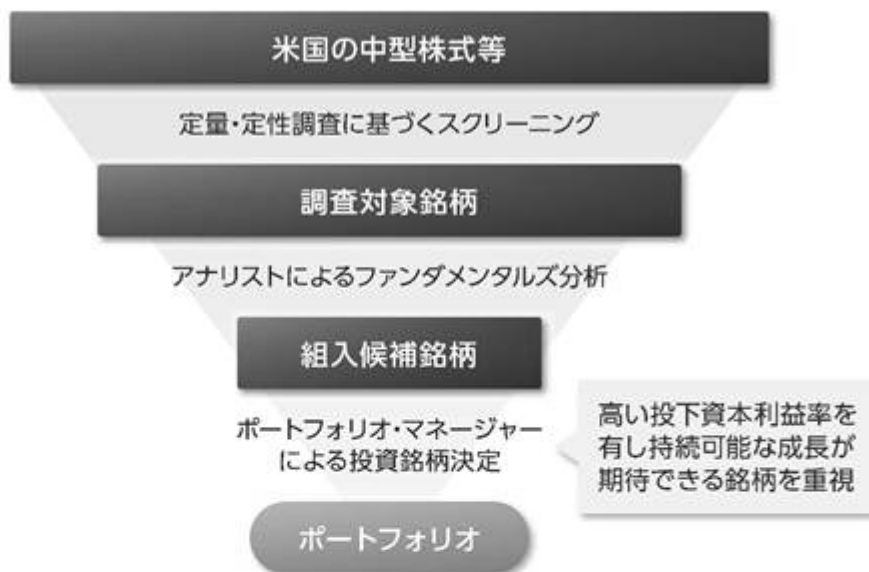 米国の中型株式等
定量・定性調査に基づくスクリーニング
調査対象銘柄
アナリストによるファンダメンタルズ分析
組入候補銘柄
ポートフォリオ・マネージャー
による投資銘柄決定
高い投下資本利益率を
有し持続可能な成長が
期待できる銘柄を重視
ポートフォリオ